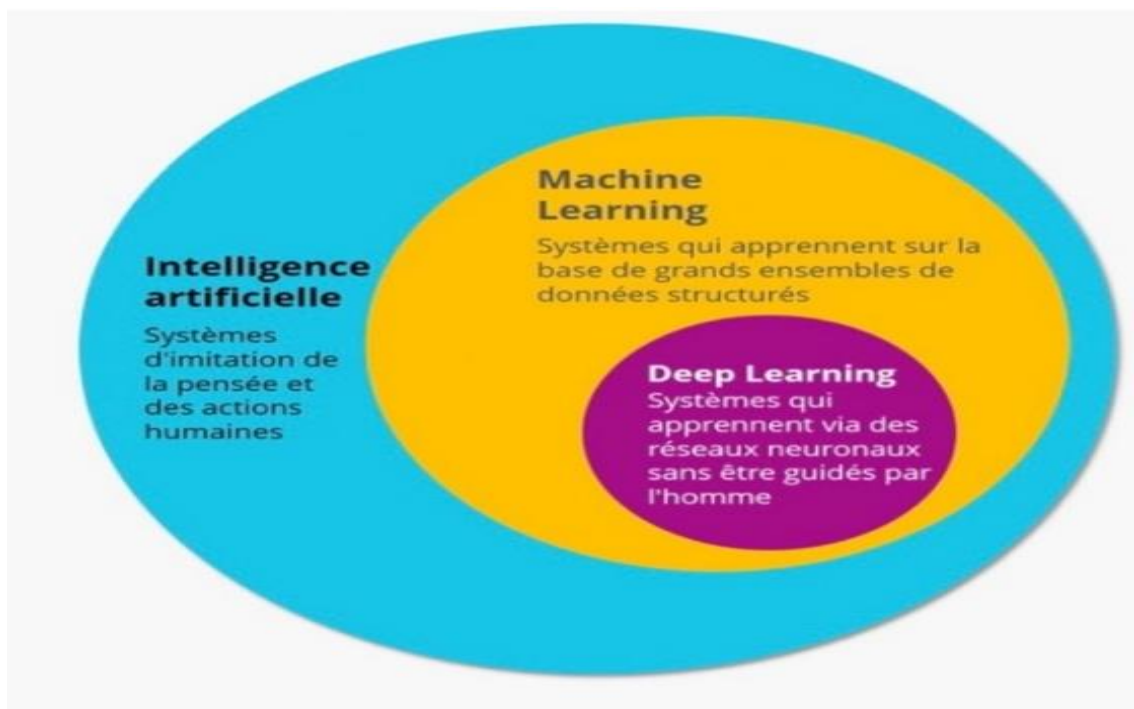 Intelligence
artificielle
Systèmes
d'imitation de
la pensée et
des actions
humaines
Machine
Learning
Systèmes qui apprennent sur la
base de grands ensembles de
données structurés
Deep Learning
Systèmes qui
apprennent via des
réseaux neuronaux
sans être guidés par
l'homme